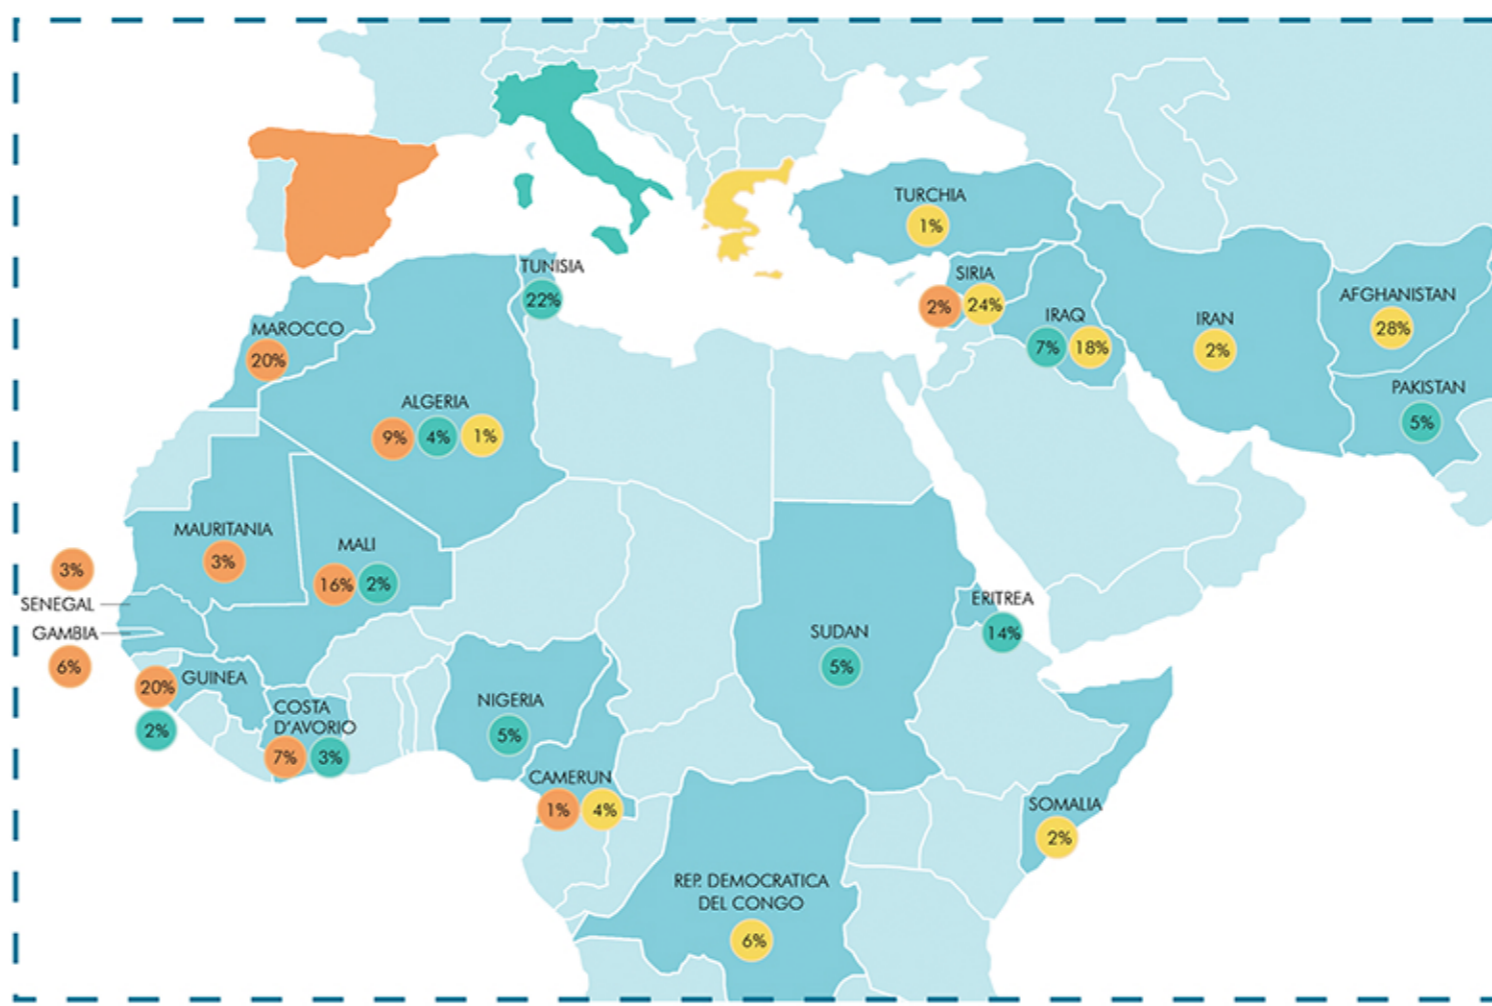 TURCHIA
1%
TUNISIA
22%
SIRIA
2% 24%
IRAQ
7% 18%
IRAN
2%
AFGHANISTAN
28%
PAKISTAN
5%
MAROCCO
20%
ALGERIA
9% 4% 1%
MAURITANIA
3%
MALI
16% 2%
3%
SENEGAL
GAMBIA
6%
20% GUINEA
2%
COSTA
D'AVORIO
7% 3%
NIGERIA
5%
CAMERUN
1% 4%
SUDAN
5%
ERITREA
14%
SOMALIA
2%
REP. DEMOCRATICA
DEL CONGO
6%